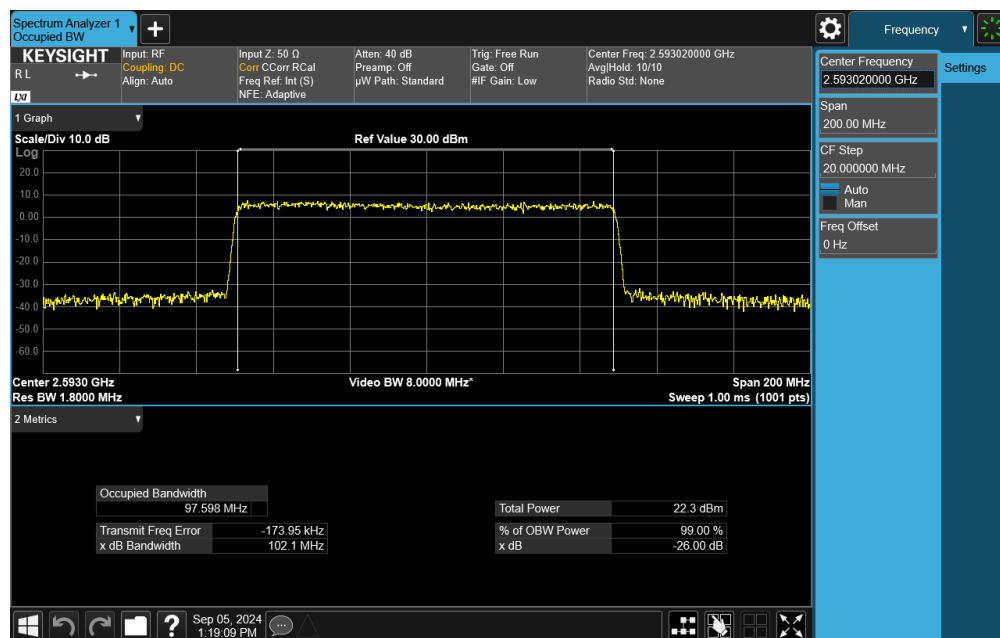 Spectrum Analyzer 1
Occupied BW
+
Frequency
KEYSIGHT
R L
LXI
Input: RF
Coupling: DC
Align: Auto
Input Z: 50 Ω
Corr CCorr RCal
Freq Ref: Int (S)
NFE: Adaptive
Atten: 40 dB
Preamp: Off
µW Path: Standard
Trig: Free Run
Gate: Off
#IF Gain: Low
Center Freq: 2.593020000 GHz
Avg|Hold: 10/10
Radio Std: None
Center Frequency
2.593020000 GHz
Settings
Span
200.00 MHz
CF Step
20.000000 MHz
Auto
Man
Freq Offset
0 Hz
1 Graph
Scale/Div 10.0 dB
Ref Value 30.00 dBm
Log
20.0
10.0
0.00
-10.0
-20.0
-30.0
-40.0
-50.0
-60.0
Center 2.5930 GHz
Video BW 8.0000 MHz*
Span 200 MHz
Res BW 1.8000 MHz
Sweep 1.00 ms (1001 pts)
2 Metrics
Occupied Bandwidth
97.598 MHz
Transmit Freq Error -173.95 kHz
x dB Bandwidth 102.1 MHz
Total Power 22.3 dBm
% of OBW Power 99.00 %
x dB -26.00 dB
?
Sep 05, 2024
1:19:09 PM